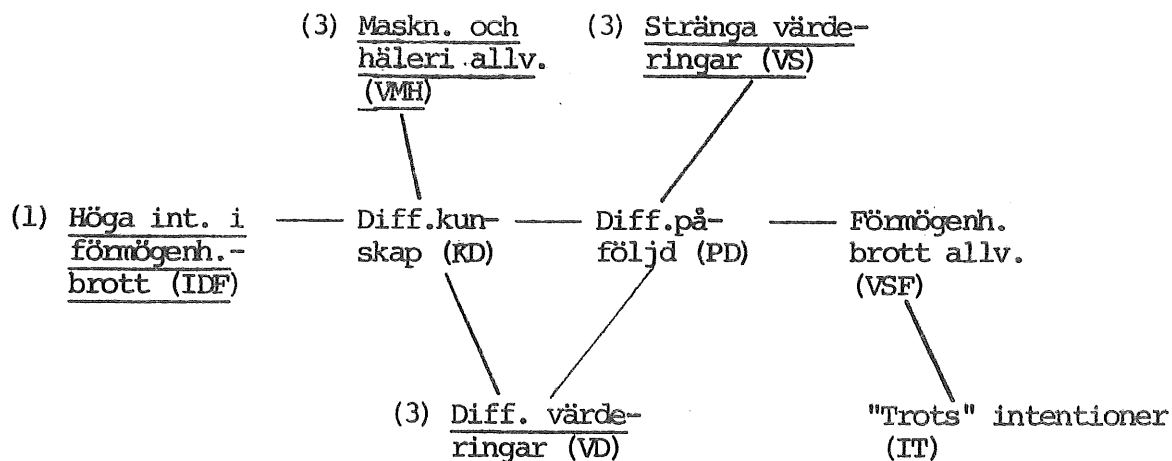 (3) Maskn. och
häleri allv.
(VMH)
(3) Stränga värde-
ringar (VS)
(1) Höga int. i
förmögenh.-
brott (IDF)
Diff.kun-
skap (KD)
Diff.på-
följd (PD)
Förmögenh.
brott allv.
(VSF)
(3) Diff. värde-
ringar (VD)
"Trots" intentioner
(IT)